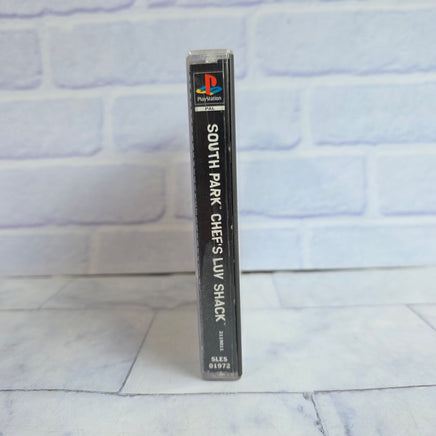 PlayStation
PAL
SOUTH PARK™ CHEF'S LUV SHACK™
SLES
01972